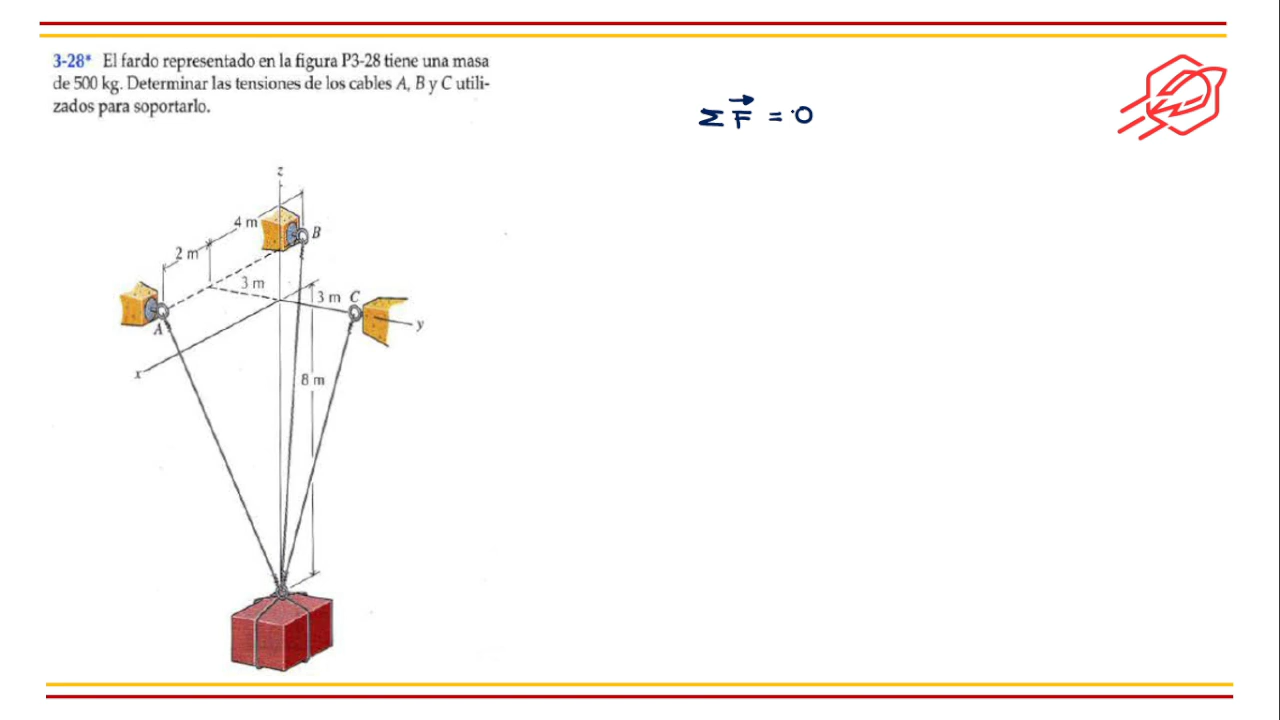 3-28* El fardo representado en la figura P3-28 tiene una masa
de 500 kg. Determinar las tensiones de los cables A, B y C utili-
zados para soportarlo.
Σ F⃗ = 0
z
4 m
B
2 m
3 m
3 m
C
A
y
x
8 m